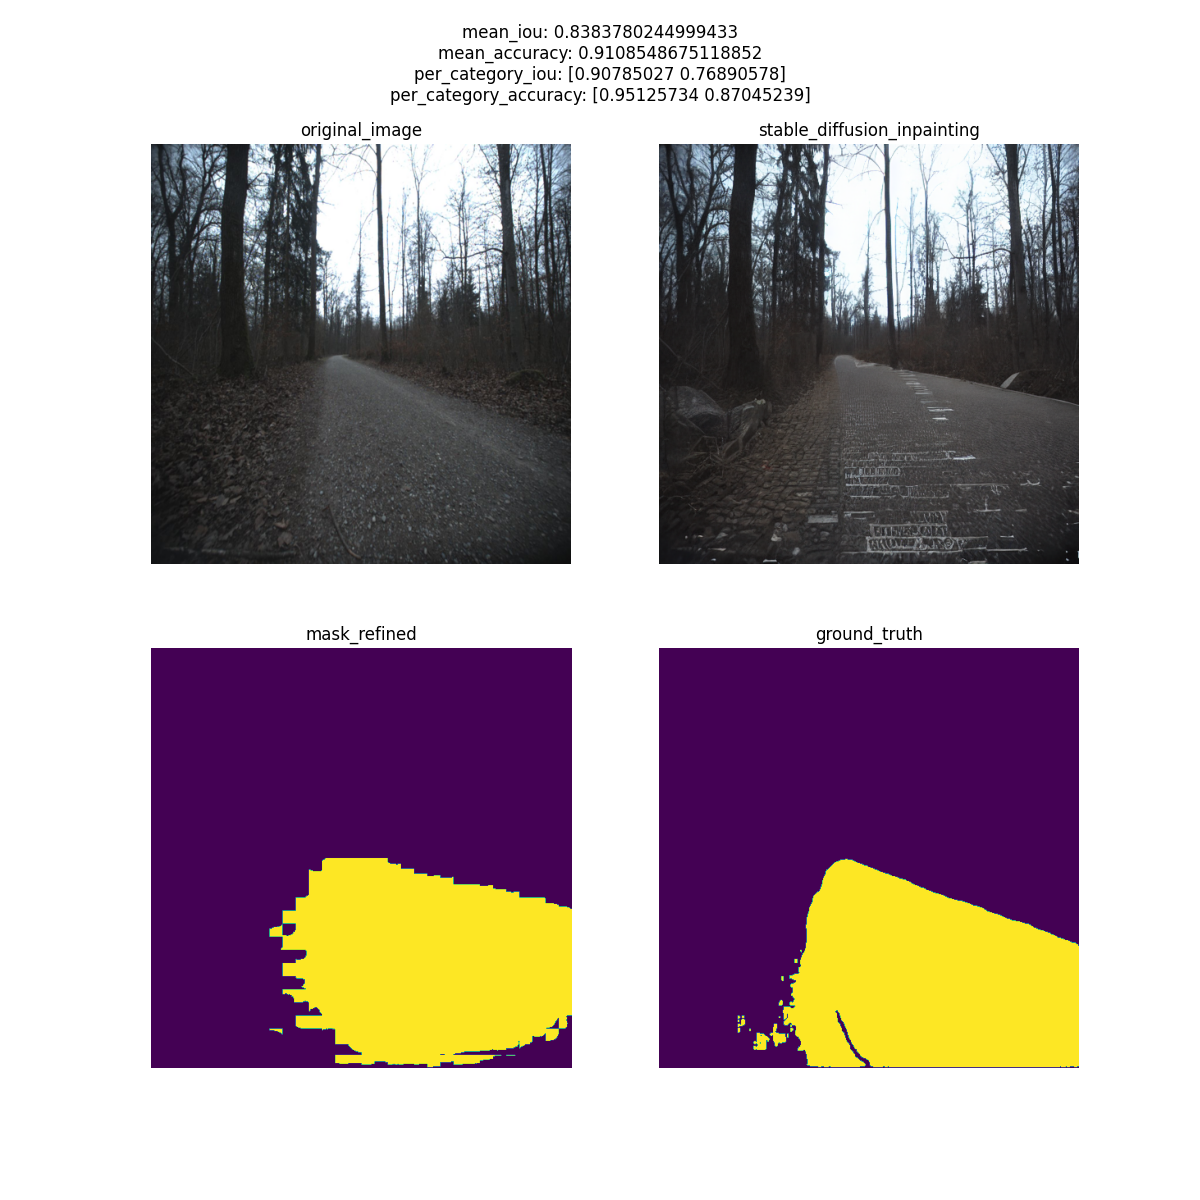 mean_iou: 0.8383780244999433
mean_accuracy: 0.9108548675118852
per_category_iou: [0.90785027 0.76890578]
per_category_accuracy: [0.95125734 0.87045239]
original_image
stable_diffusion_inpainting
mask_refined
ground_truth